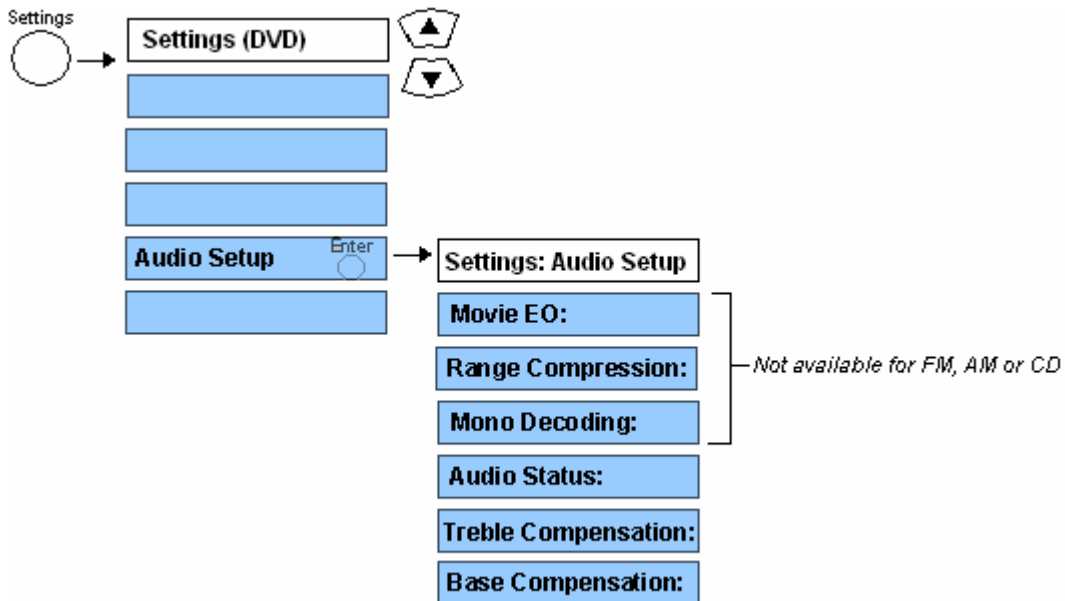 Settings
Settings (DVD)
Audio Setup
Enter
Settings: Audio Setup
Movie EO:
Range Compression:
Mono Decoding:
Not available for FM, AM or CD
Audio Status:
Treble Compensation:
Base Compensation: